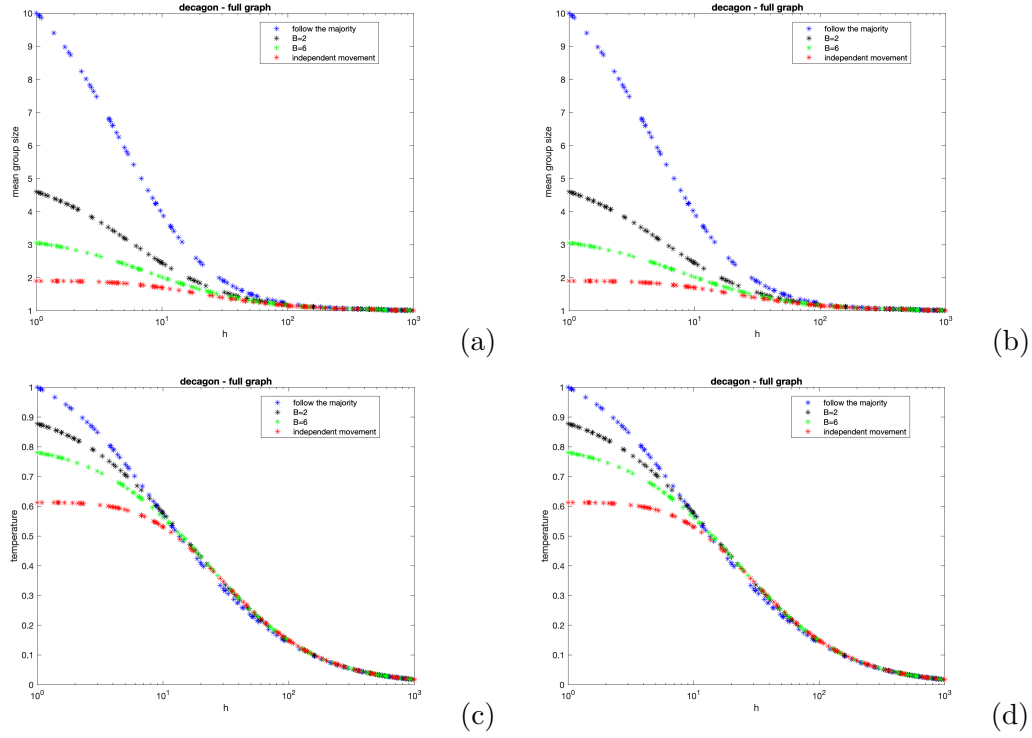 decagon - full graph
10
9
8
7
6
5
4
3
2
1
mean group size
follow the majority
B=2
B=6
independent movement
10^0
10^1
10^2
10^3
h
(a)
decagon - full graph
10
9
8
7
6
5
4
3
2
1
mean group size
follow the majority
B=2
B=6
independent movement
10^0
10^1
10^2
10^3
h
(b)
decagon - full graph
1
0.9
0.8
0.7
0.6
0.5
0.4
0.3
0.2
0.1
0
temperature
follow the majority
B=2
B=6
independent movement
10^0
10^1
10^2
10^3
h
(c)
decagon - full graph
1
0.9
0.8
0.7
0.6
0.5
0.4
0.3
0.2
0.1
0
temperature
follow the majority
B=2
B=6
independent movement
10^0
10^1
10^2
10^3
h
(d)